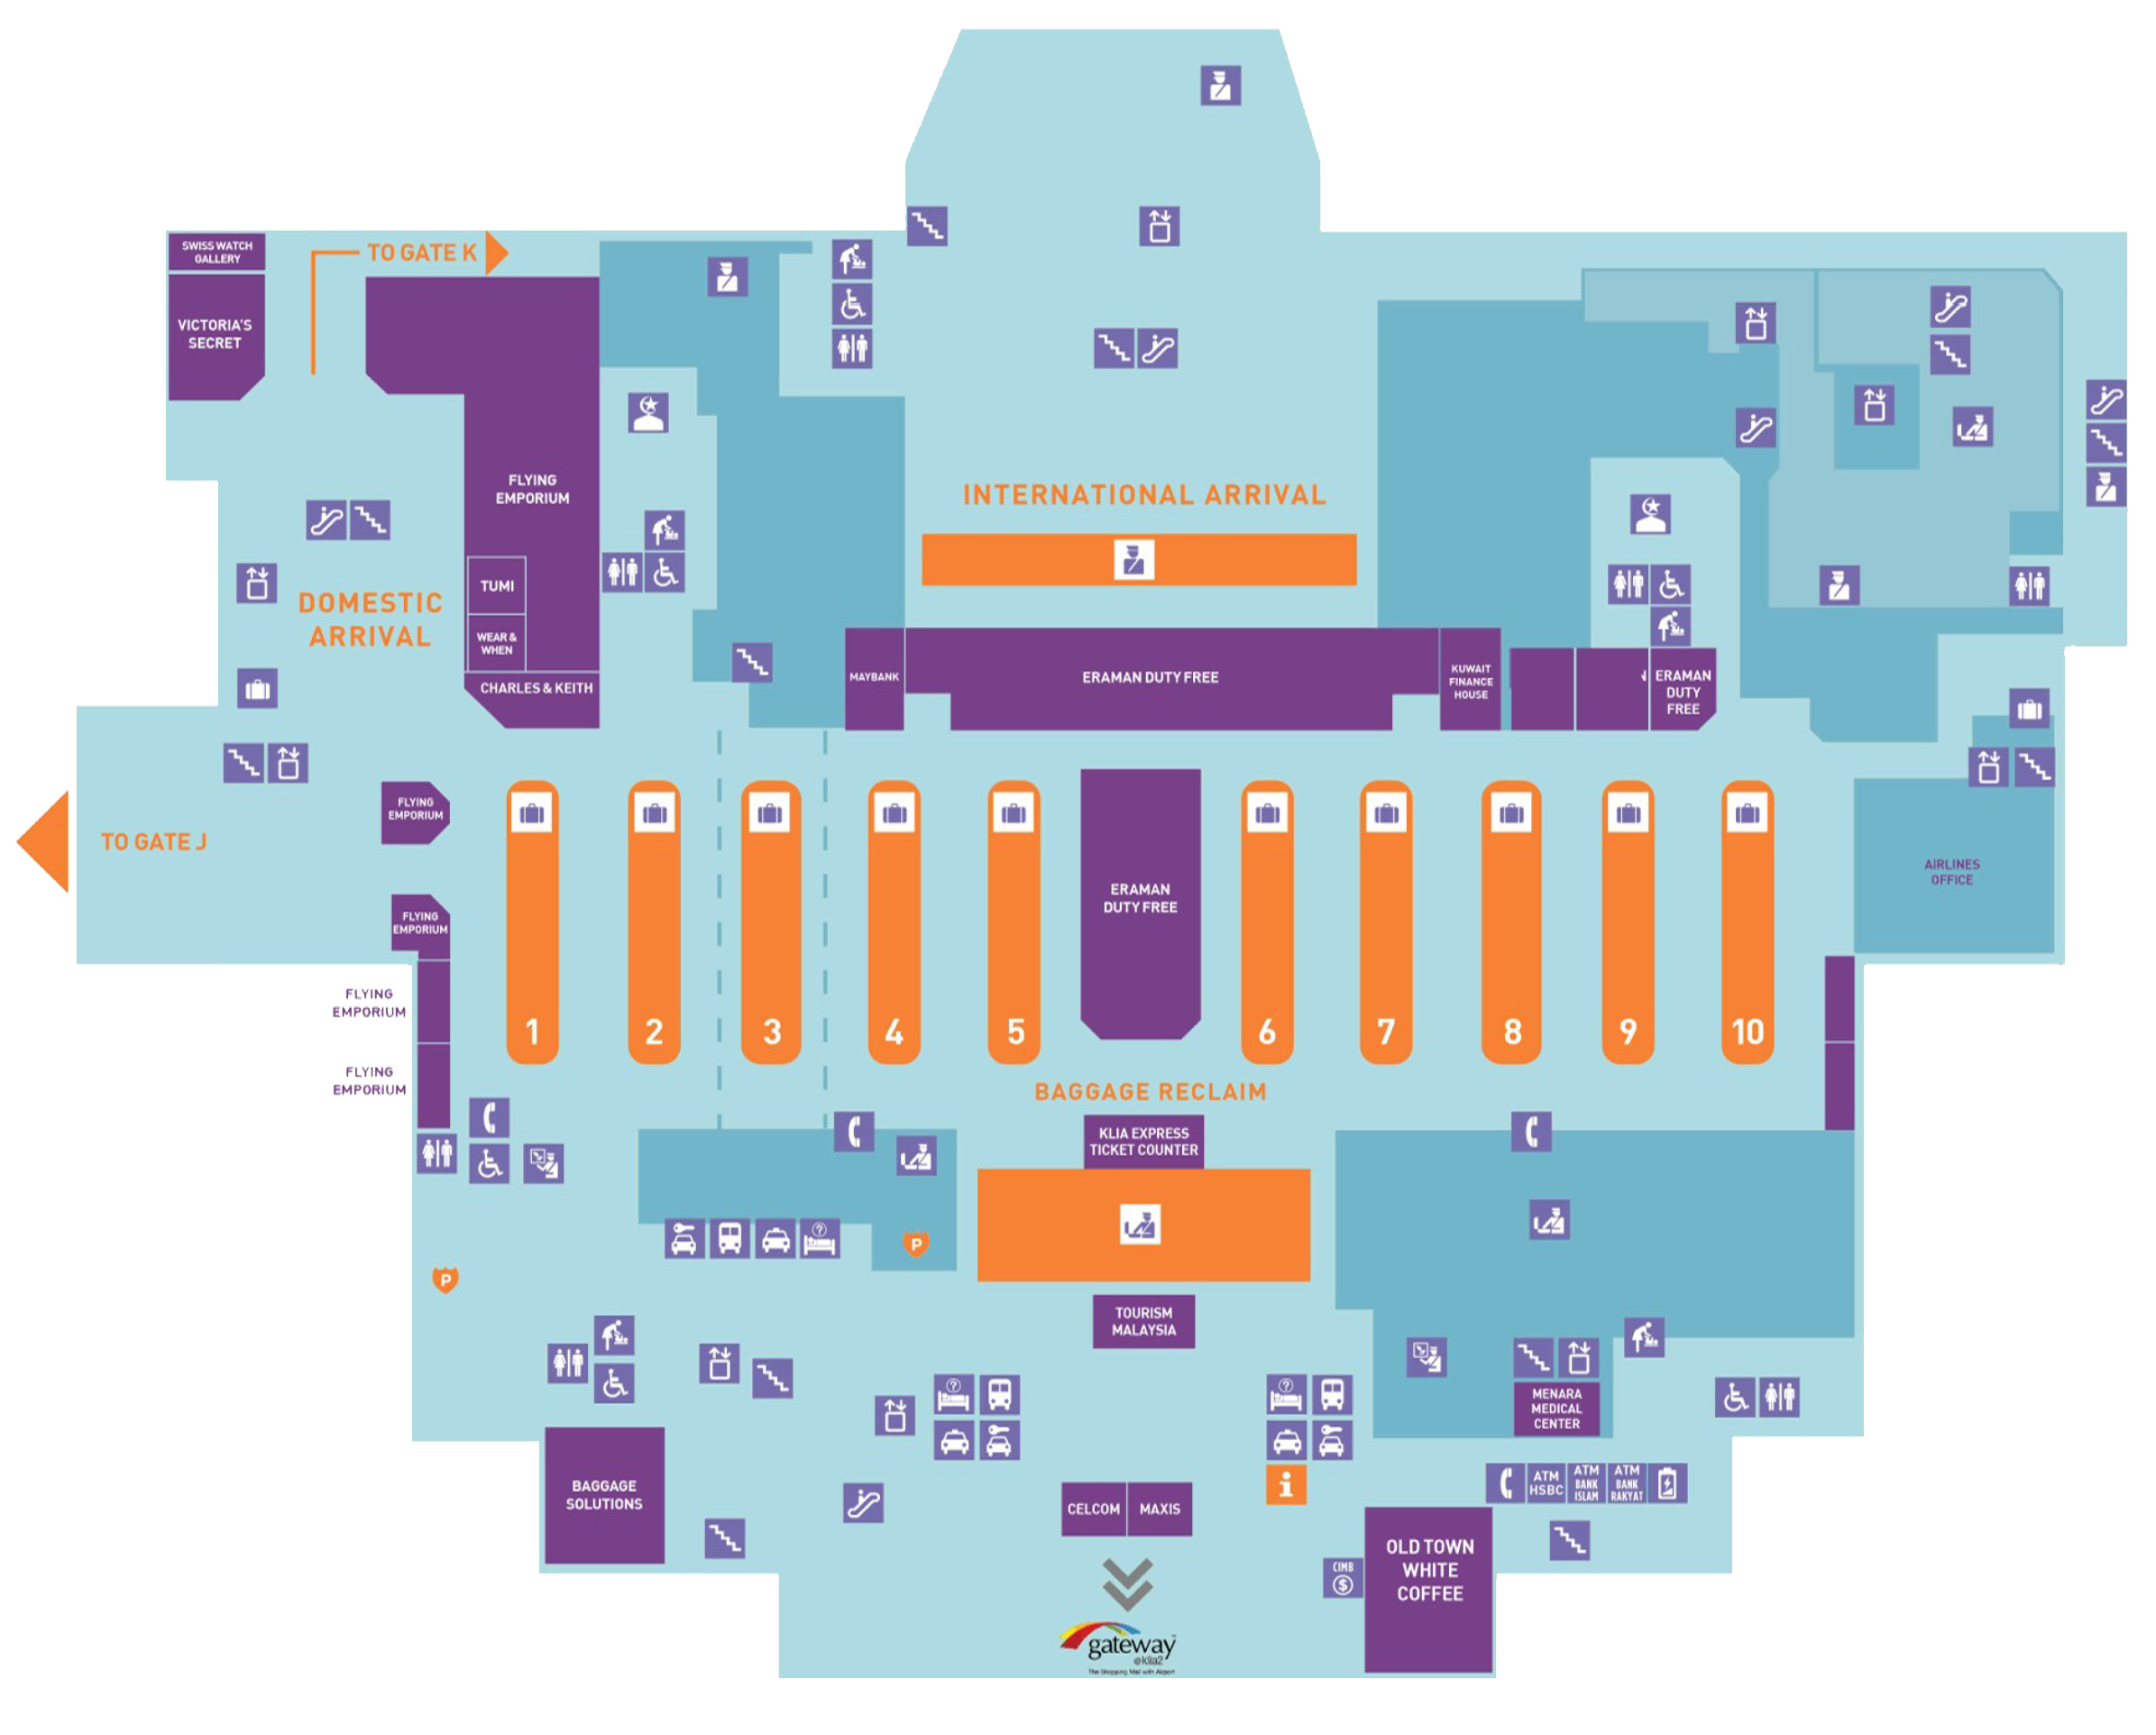 SWISS WATCH
GALLERY
TO GATE K
VICTORIA'S
SECRET
FLYING
EMPORIUM
INTERNATIONAL ARRIVAL
TUMI
DOMESTIC
ARRIVAL
WEAR &
WHEN
CHARLES & KEITH
MAYBANK
ERAMAN DUTY FREE
KUWAIT
FINANCE
HOUSE
ERAMAN
DUTY
FREE
FLYING
EMPORIUM
TO GATE J
AIRLINES
OFFICE
ERAMAN
DUTY FREE
FLYING
EMPORIUM
FLYING
EMPORIUM
1
2
3
4
5
6
7
8
9
10
FLYING
EMPORIUM
BAGGAGE RECLAIM
KLIA EXPRESS
TICKET COUNTER
P
P
TOURISM
MALAYSIA
MENARA
MEDICAL
CENTER
BAGGAGE
SOLUTIONS
CELCOM
MAXIS
i
ATM
HSBC
ATM
BANK
ISLAM
ATM
BANK
RAKYAT
OLD TOWN
WHITE
COFFEE
CIMB
$
gateway
@klia2
The Shopping Mall with Airport